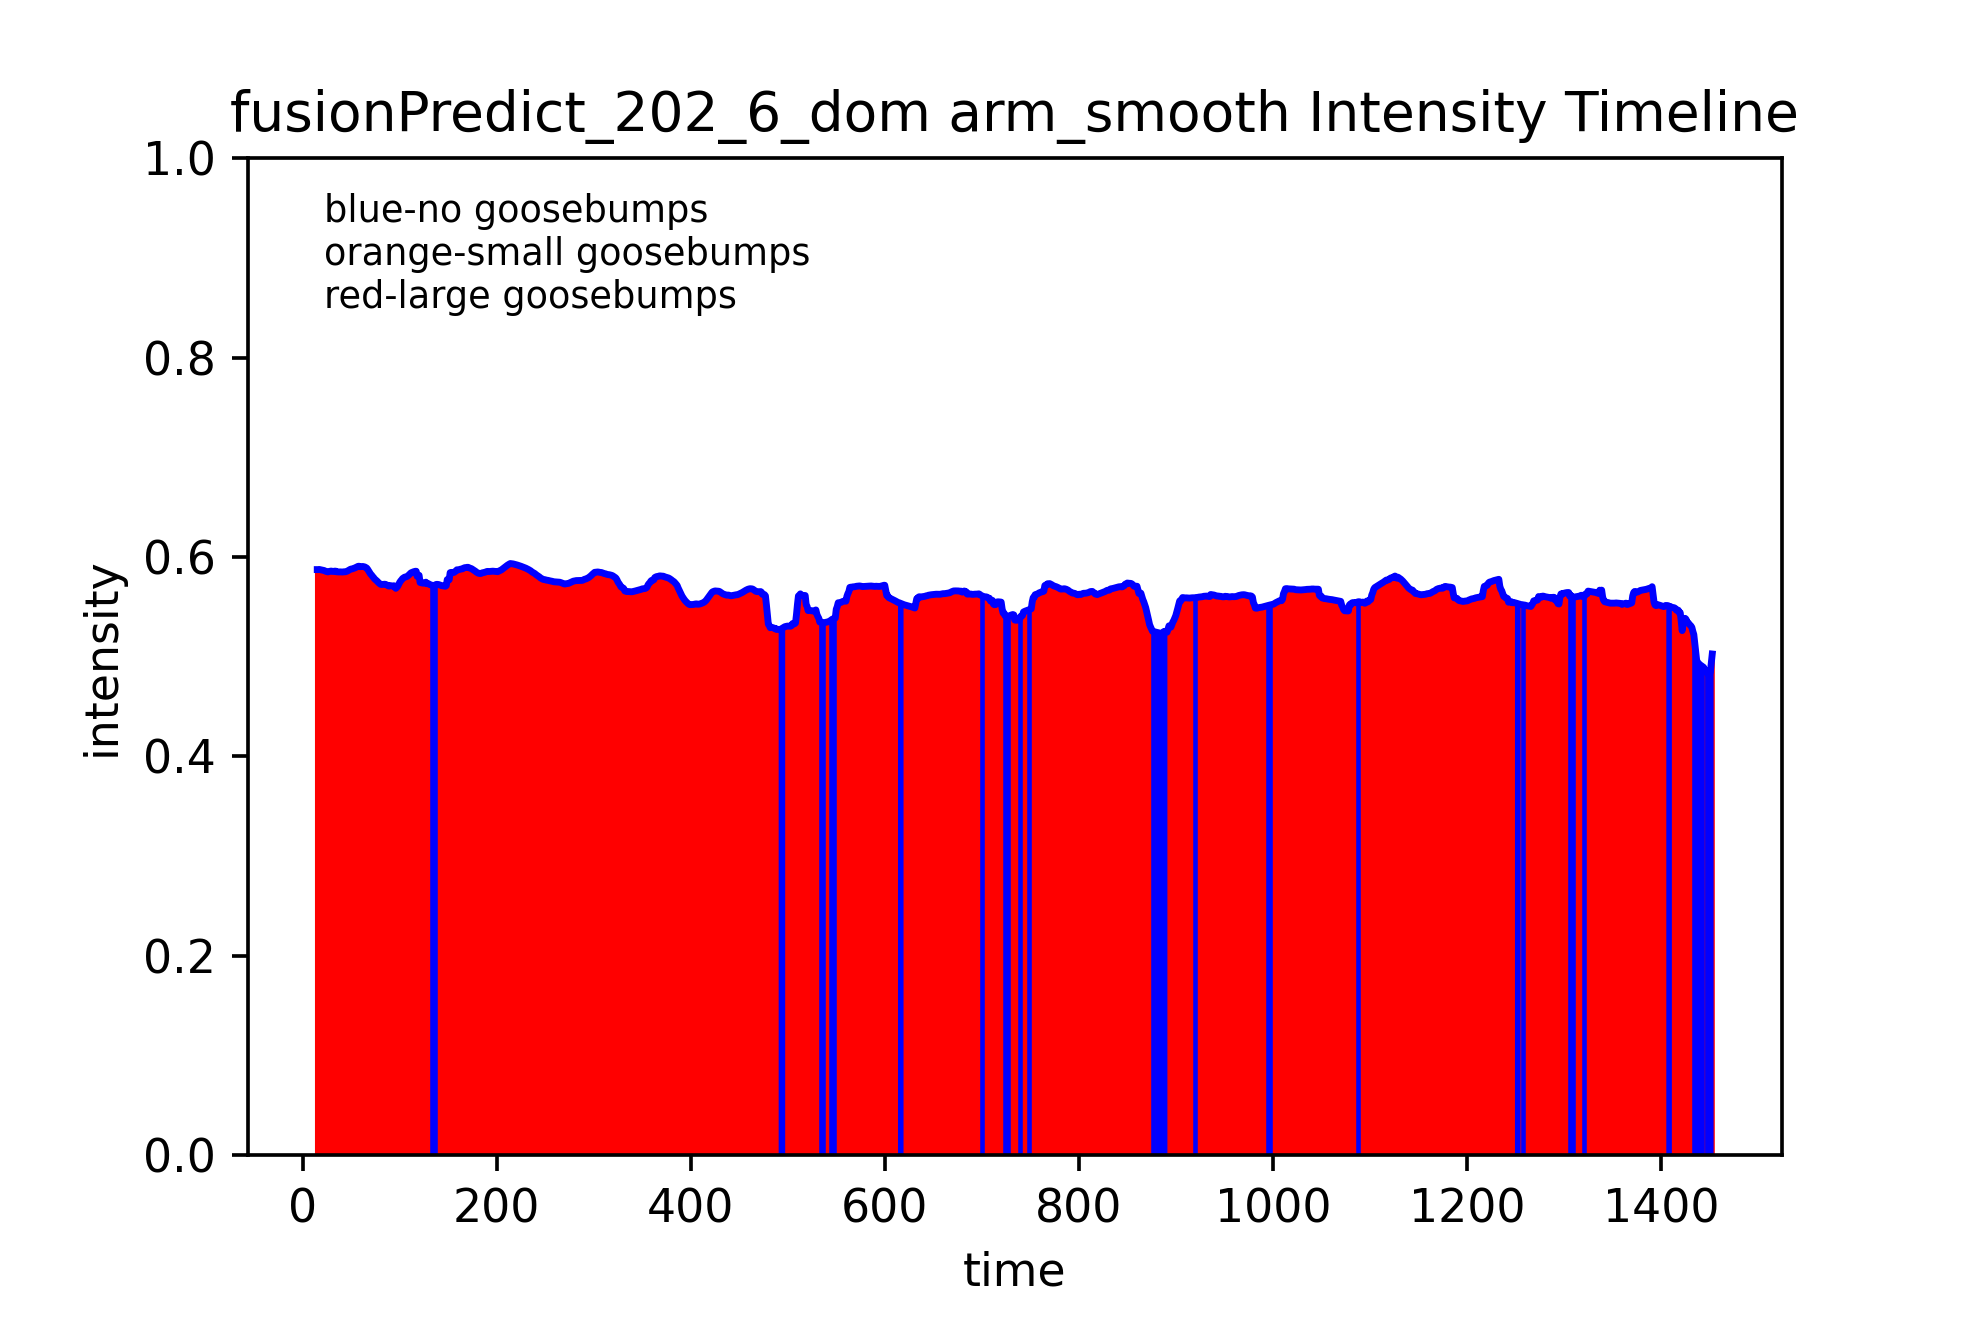 fusionPredict_202_6_dom arm_smooth Intensity Timeline
1.0
blue-no goosebumps
orange-small goosebumps
red-large goosebumps
0.8
0.6
intensity
0.4
0.2
0.0
0 200 400 600 800 1000 1200 1400
time